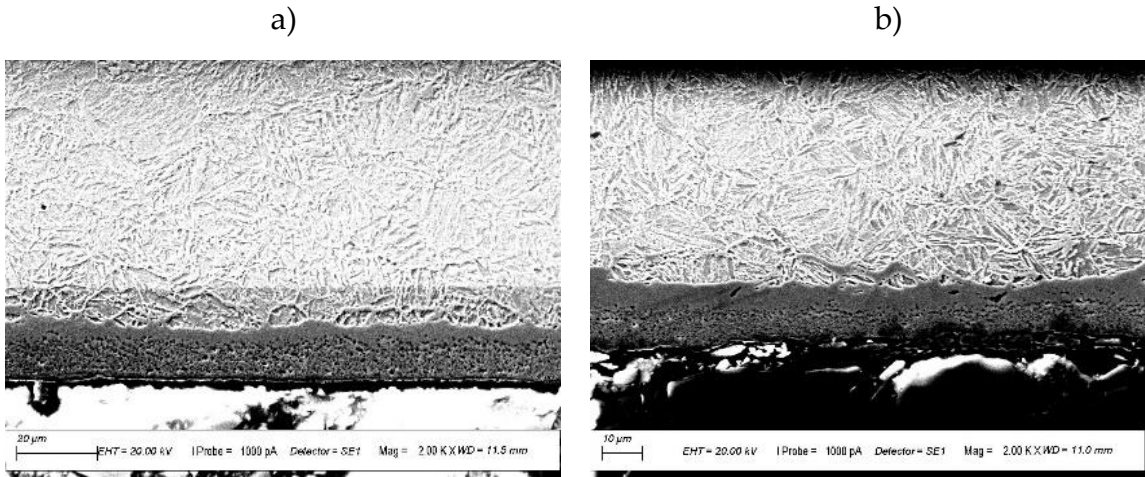 a)
b)
20 µm
EHT = 20.00 kV I Probe = 1000 pA Detector = SE1 Mag = 2.00 K X WD = 11.5 mm
10 µm
EHT = 20.00 kV I Probe = 1000 pA Detector = SE1 Mag = 2.00 K X WD = 11.0 mm